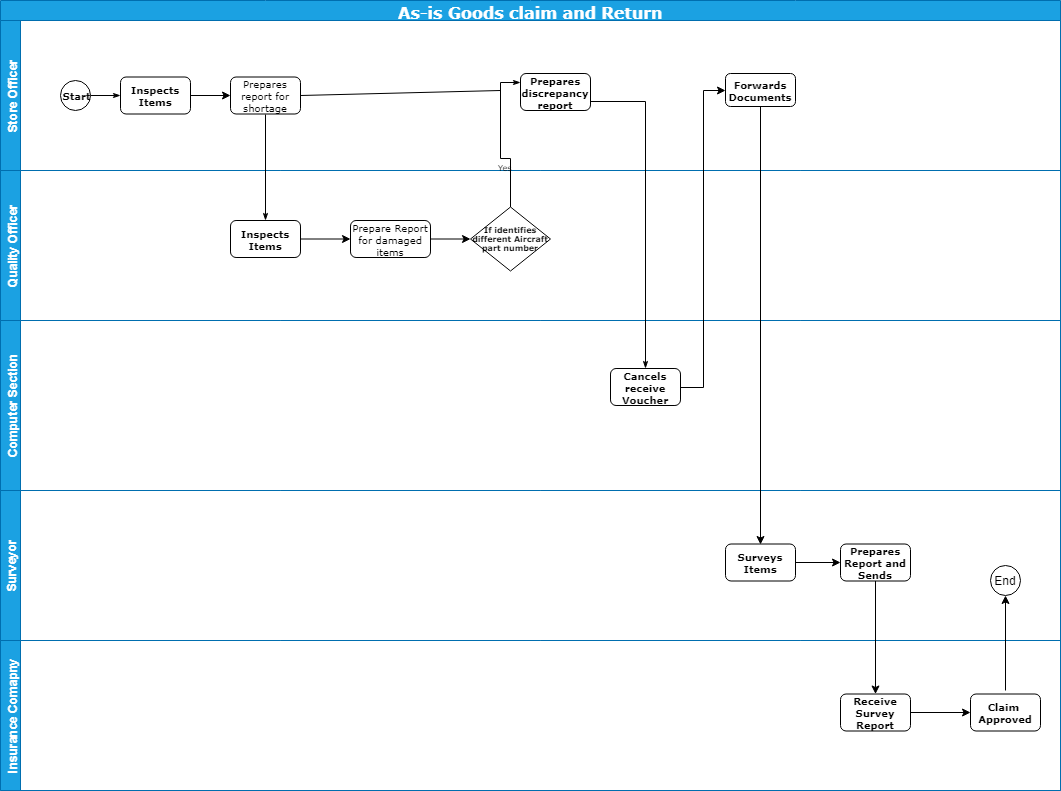 As-is Goods claim and Return
Store Officer
Start
Inspects
Items
Prepares
report for
shortage
Prepares
discrepancy
report
Forwards
Documents
Yes
Quality Officer
Inspects
Items
Prepare Report
for damaged
items
If identifies
different Aircraft
part number
Computer Section
Cancels
receive
Voucher
Surveyor
Surveys
Items
Prepares
Report and
Sends
End
Insurance Comapny
Receive
Survey
Report
Claim
Approved